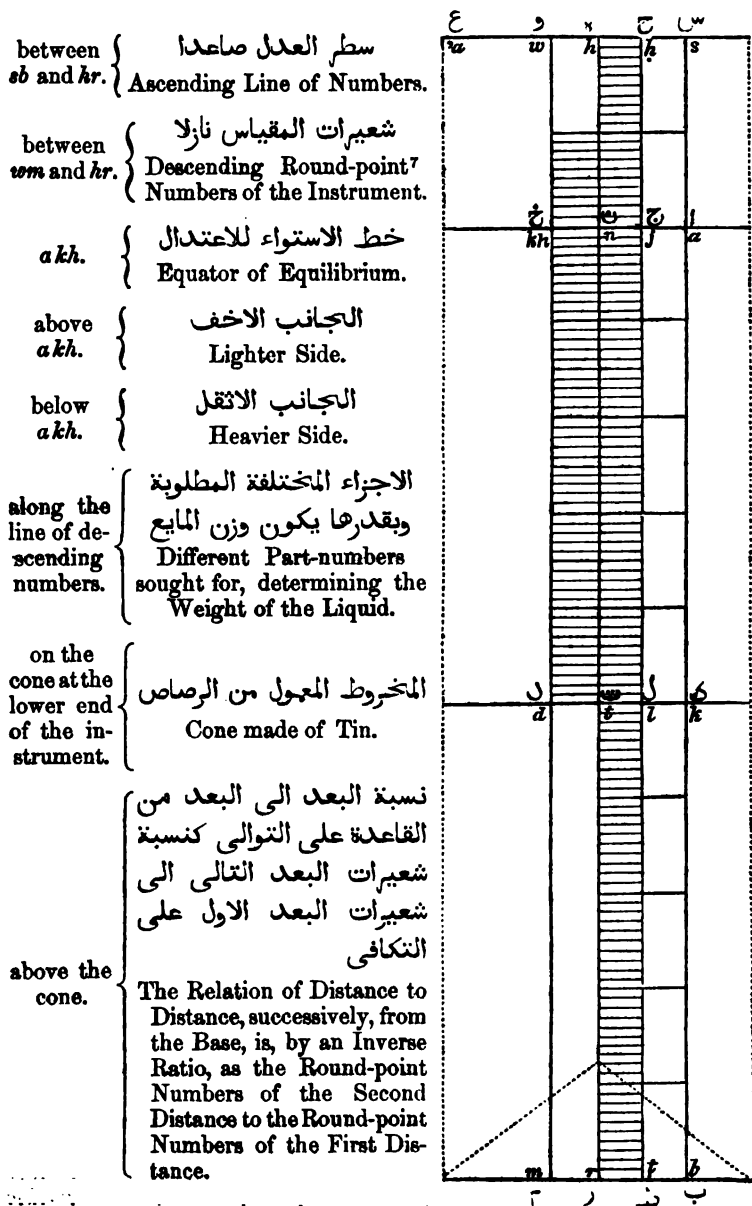 ع و ه ح س
ʿa w h ḥ s
between
sb and hr.
سطر العدل صاعدا
Ascending Line of Numbers.
between
wm and hr.
شعيرات المقياس نازلا
Descending Round-point⁷
Numbers of the Instrument.
a kh.
خط الاستواء للاعتدال
Equator of Equilibrium.
خ ن ج ا
kh n j a
above
a kh.
الجانب الاخف
Lighter Side.
below
a kh.
الجانب الاثقل
Heavier Side.
along the
line of de-
scending
numbers.
الاجزاء المختلفة المطلوبة
وبقدرها يكون وزن المايع
Different Part-numbers
sought for, determining the
Weight of the Liquid.
on the
cone at the
lower end
of the in-
strument.
المخروط المعمول من الرصاص
Cone made of Tin.
د ل
d t l k
above the
cone.
نسبة البعد الى البعد من
القاعدة على التوالى كنسبة
شعيرات البعد التالى الى
شعيرات البعد الاول على
التكافى
The Relation of Distance to
Distance, successively, from
the Base, is, by an Inverse
Ratio, as the Round-point
Numbers of the Second
Distance to the Round-point
Numbers of the First Dis-
tance.
m r b
ر ب